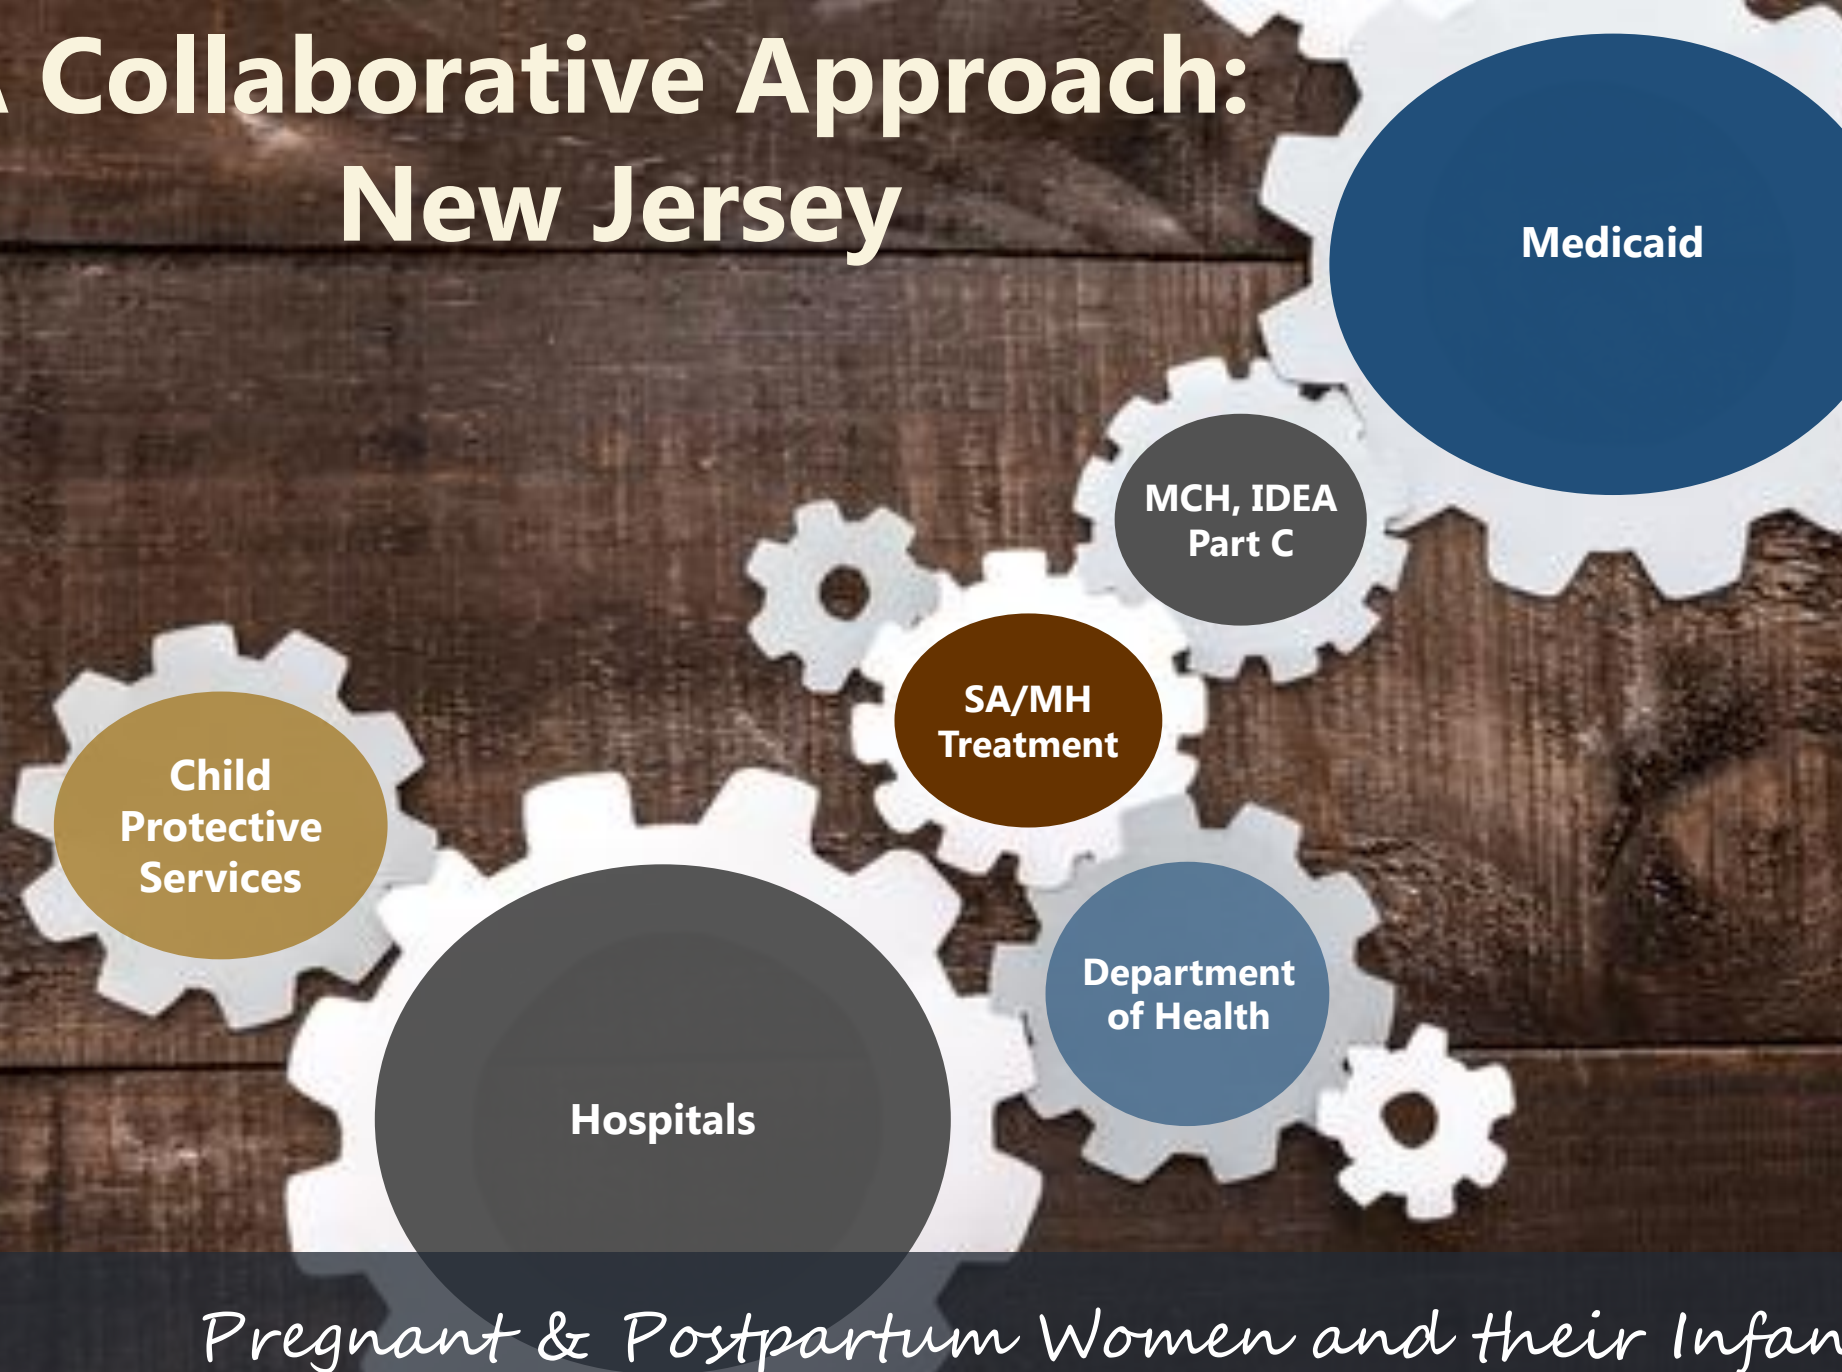 A Collaborative Approach:
New Jersey
Medicaid
MCH, IDEA
Part C
SA/MH
Treatment
Child
Protective
Services
Department
of Health
Hospitals
Pregnant & Postpartum Women and their Infan